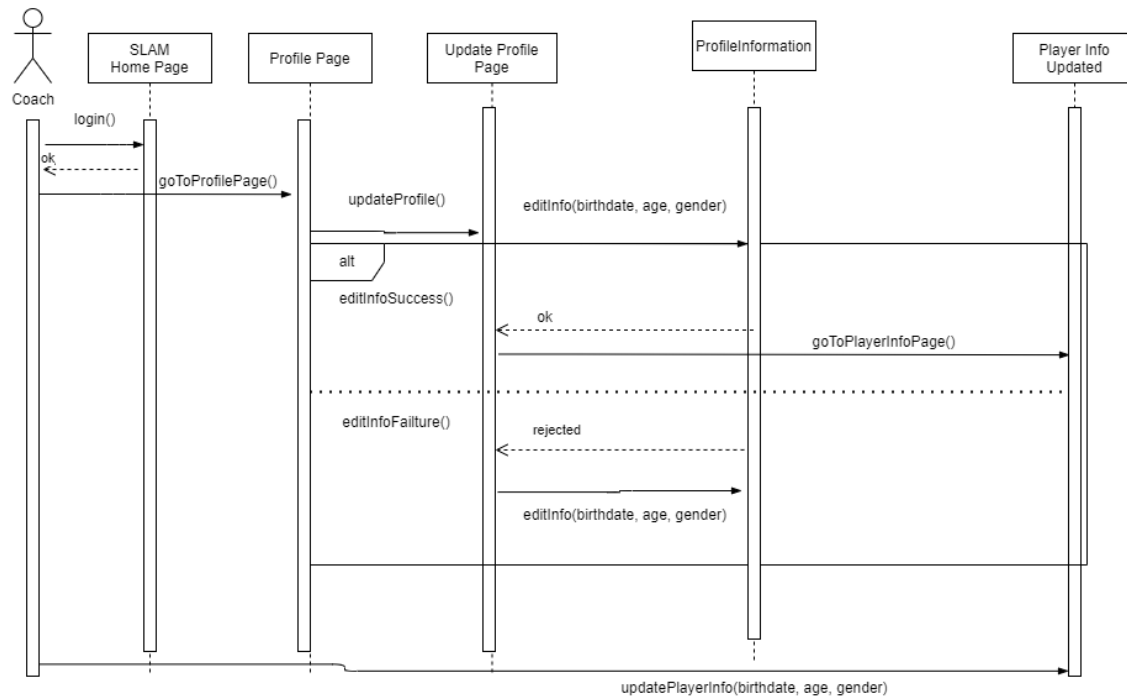 SLAM
Home Page
Profile Page
Update Profile
Page
ProfileInformation
Player Info
Updated
Coach
login()
ok
goToProfilePage()
updateProfile()
editInfo(birthdate, age, gender)
alt
editInfoSuccess()
ok
goToPlayerInfoPage()
editInfoFailture()
rejected
editInfo(birthdate, age, gender)
updatePlayerInfo(birthdate, age, gender)